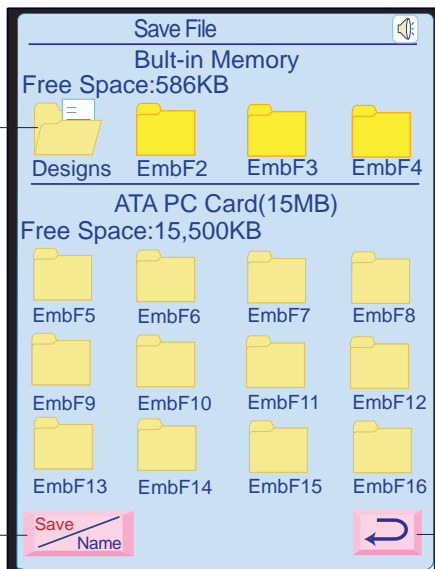 Save File
Bult-in Memory
Free Space:586KB
Designs EmbF2 EmbF3 EmbF4
ATA PC Card(15MB)
Free Space:15,500KB
EmbF5 EmbF6 EmbF7 EmbF8
EmbF9 EmbF10 EmbF11 EmbF12
EmbF13 EmbF14 EmbF15 EmbF16
Save
Name